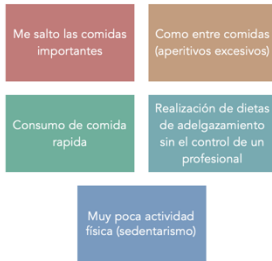 Me salto las comidas
importantes
Como entre comidas
(aperitivos excesivos)
Consumo de comida
rapida
Realización de dietas
de adelgazamiento
sin el control de un
profesional
Muy poca actividad
física (sedentarismo)